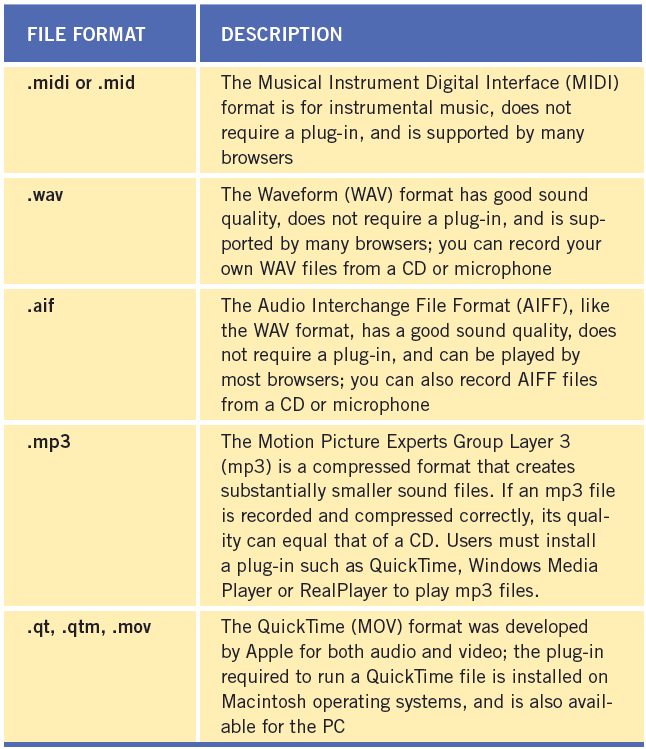 FILE FORMAT
DESCRIPTION
.midi or .mid
The Musical Instrument Digital Interface (MIDI)
format is for instrumental music, does not
require a plug-in, and is supported by many
browsers
.wav
The Waveform (WAV) format has good sound
quality, does not require a plug-in, and is sup-
ported by many browsers; you can record your
own WAV files from a CD or microphone
.aif
The Audio Interchange File Format (AIFF), like
the WAV format, has a good sound quality, does
not require a plug-in, and can be played by
most browsers; you can also record AIFF files
from a CD or microphone
.mp3
The Motion Picture Experts Group Layer 3
(mp3) is a compressed format that creates
substantially smaller sound files. If an mp3 file
is recorded and compressed correctly, its qual-
ity can equal that of a CD. Users must install
a plug-in such as QuickTime, Windows Media
Player or RealPlayer to play mp3 files.
.qt, .qtm, .mov
The QuickTime (MOV) format was developed
by Apple for both audio and video; the plug-in
required to run a QuickTime file is installed on
Macintosh operating systems, and is also avail-
able for the PC